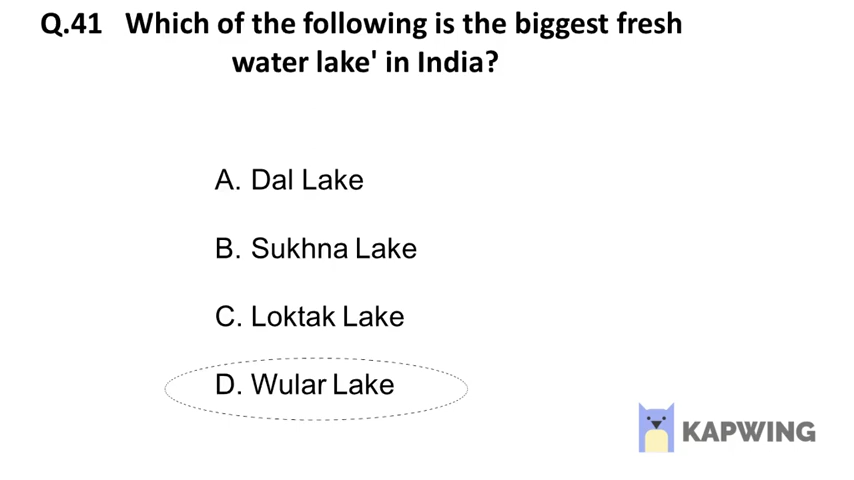 Q.41 Which of the following is the biggest fresh
water lake' in India?
A. Dal Lake
B. Sukhna Lake
C. Loktak Lake
D. Wular Lake
KAPWING